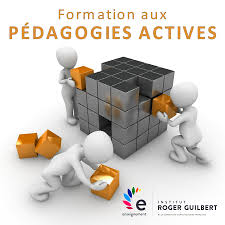 Formation aux
PÉDAGOGIES ACTIVES
e
enseignement
INSTITUT
ROGER GUILBERT